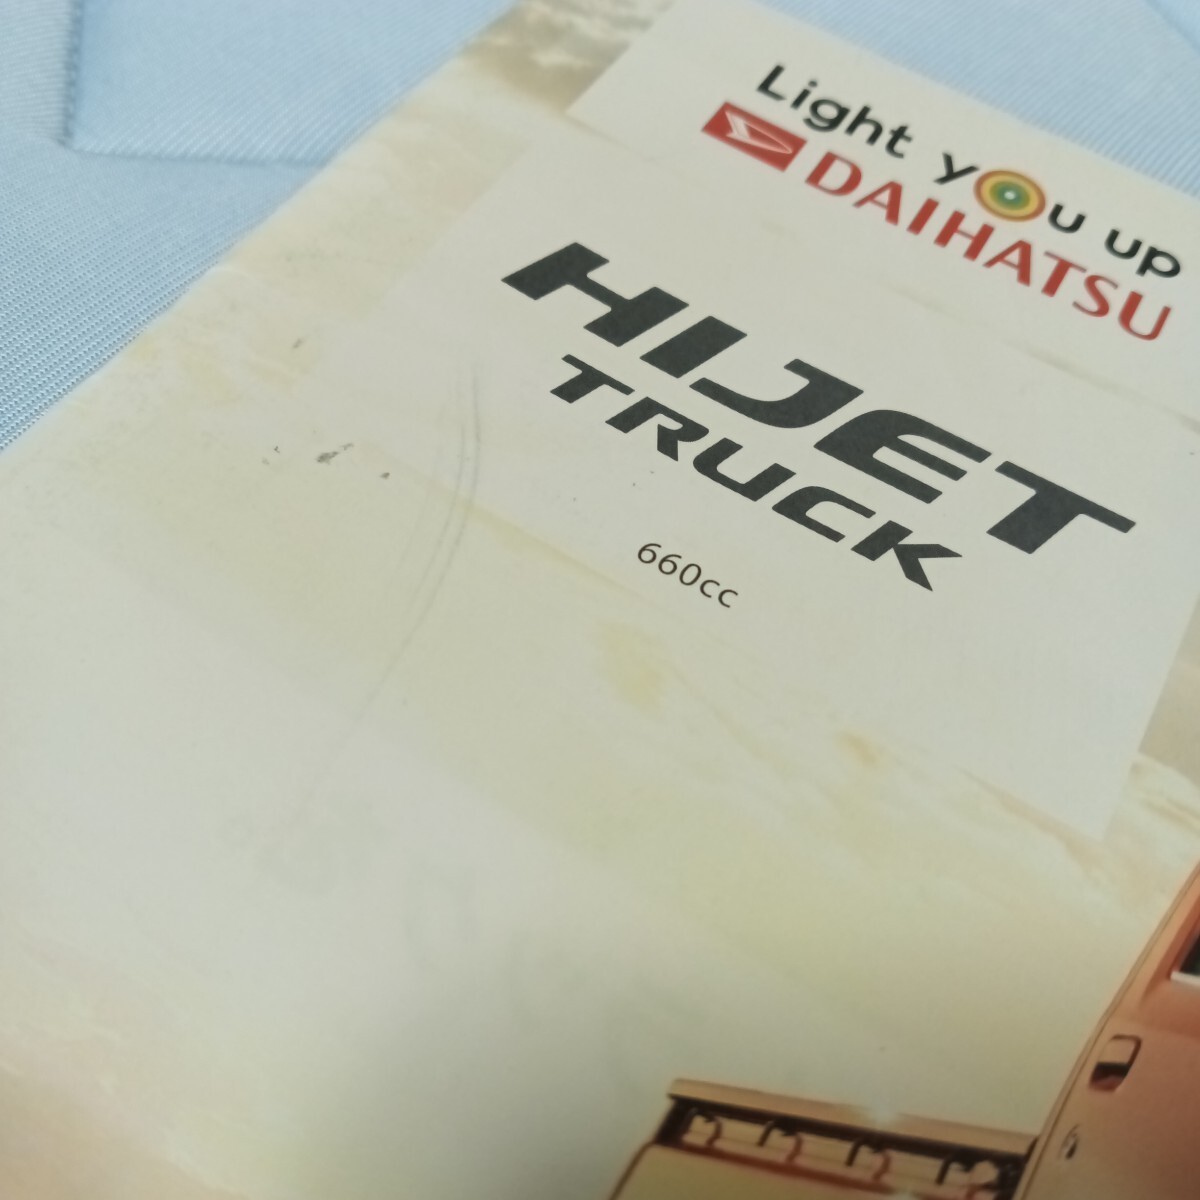 Light you up
DAIHATSU
HIJET
TRUCK
660cc